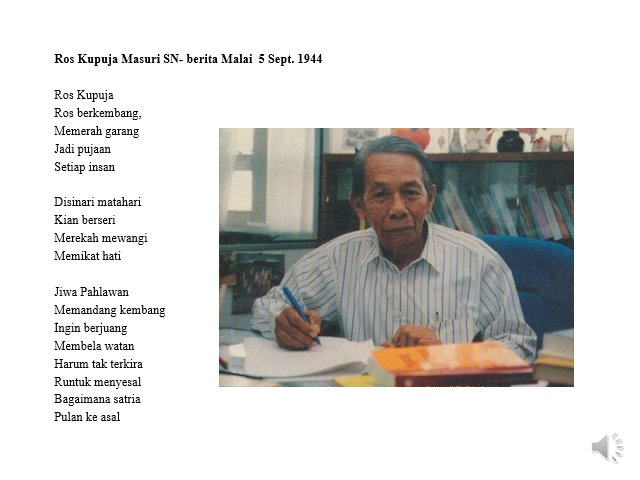 Ros Kupuja Masuri SN- berita Malai 5 Sept. 1944
Ros Kupuja
Ros berkembang,
Memerah garang
Jadi pujaan
Setiap insan
Disinari matahari
Kian berseri
Merekah mewangi
Memikat hati
Jiwa Pahlawan
Memandang kembang
Ingin berjuang
Membela watan
Harum tak terkira
Runtuk menyesal
Bagaimana satria
Pulan ke asal